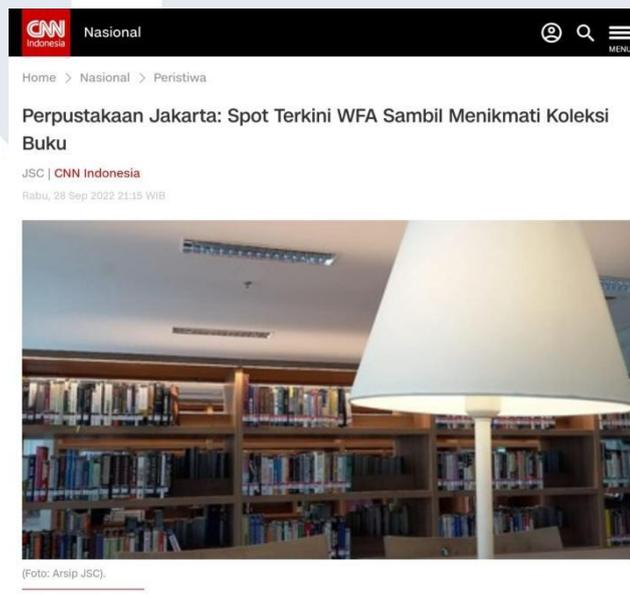 CNN
Indonesia
Nasional
MENU
Home > Nasional > Peristiwa
Perpustakaan Jakarta: Spot Terkini WFA Sambil Menikmati Koleksi
Buku
JSC | CNN Indonesia
Rabu, 28 Sep 2022 21:15 WIB
(Foto: Arsip JSC).